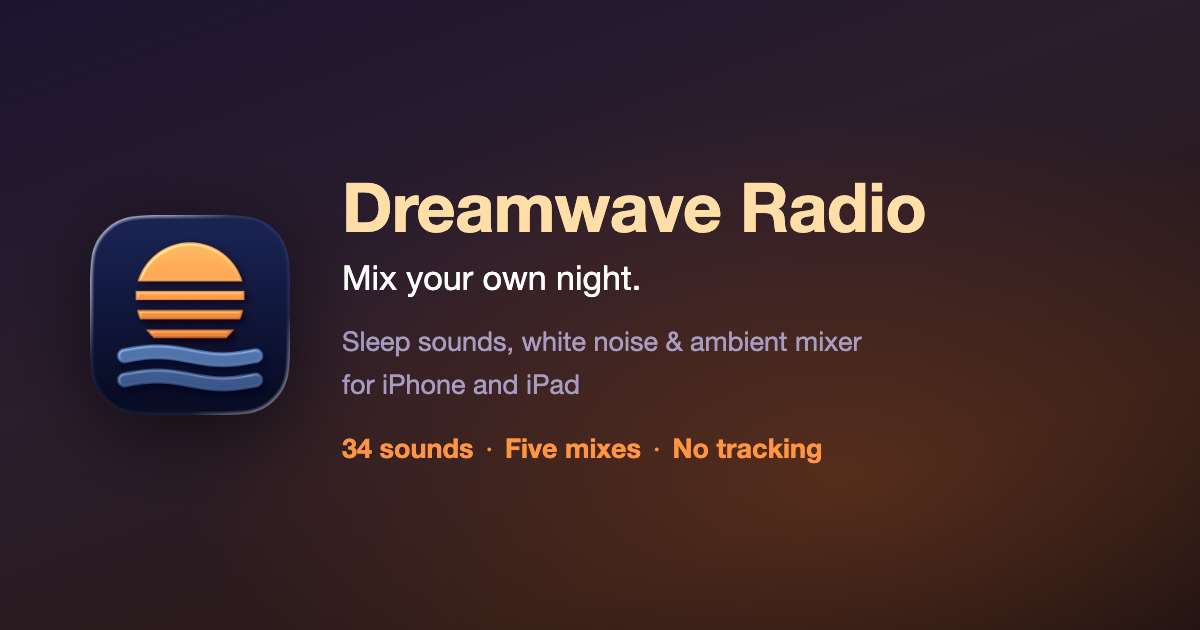 Dreamwave Radio
Mix your own night.
Sleep sounds, white noise & ambient mixer
for iPhone and iPad
34 sounds · Five mixes · No tracking